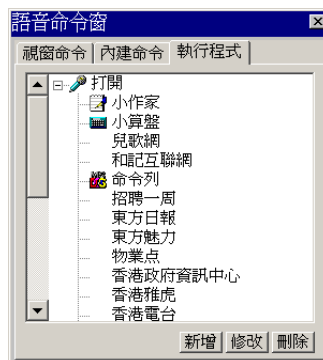 語音命令窗
視窗命令 內建命令 執行程式
打開
小作家
小算盤
兒歌網
和記互聯網
命令列
招聘一周
東方日報
東方魅力
物業点
香港政府資訊中心
香港雅虎
香港電台
新增 修改 刪除